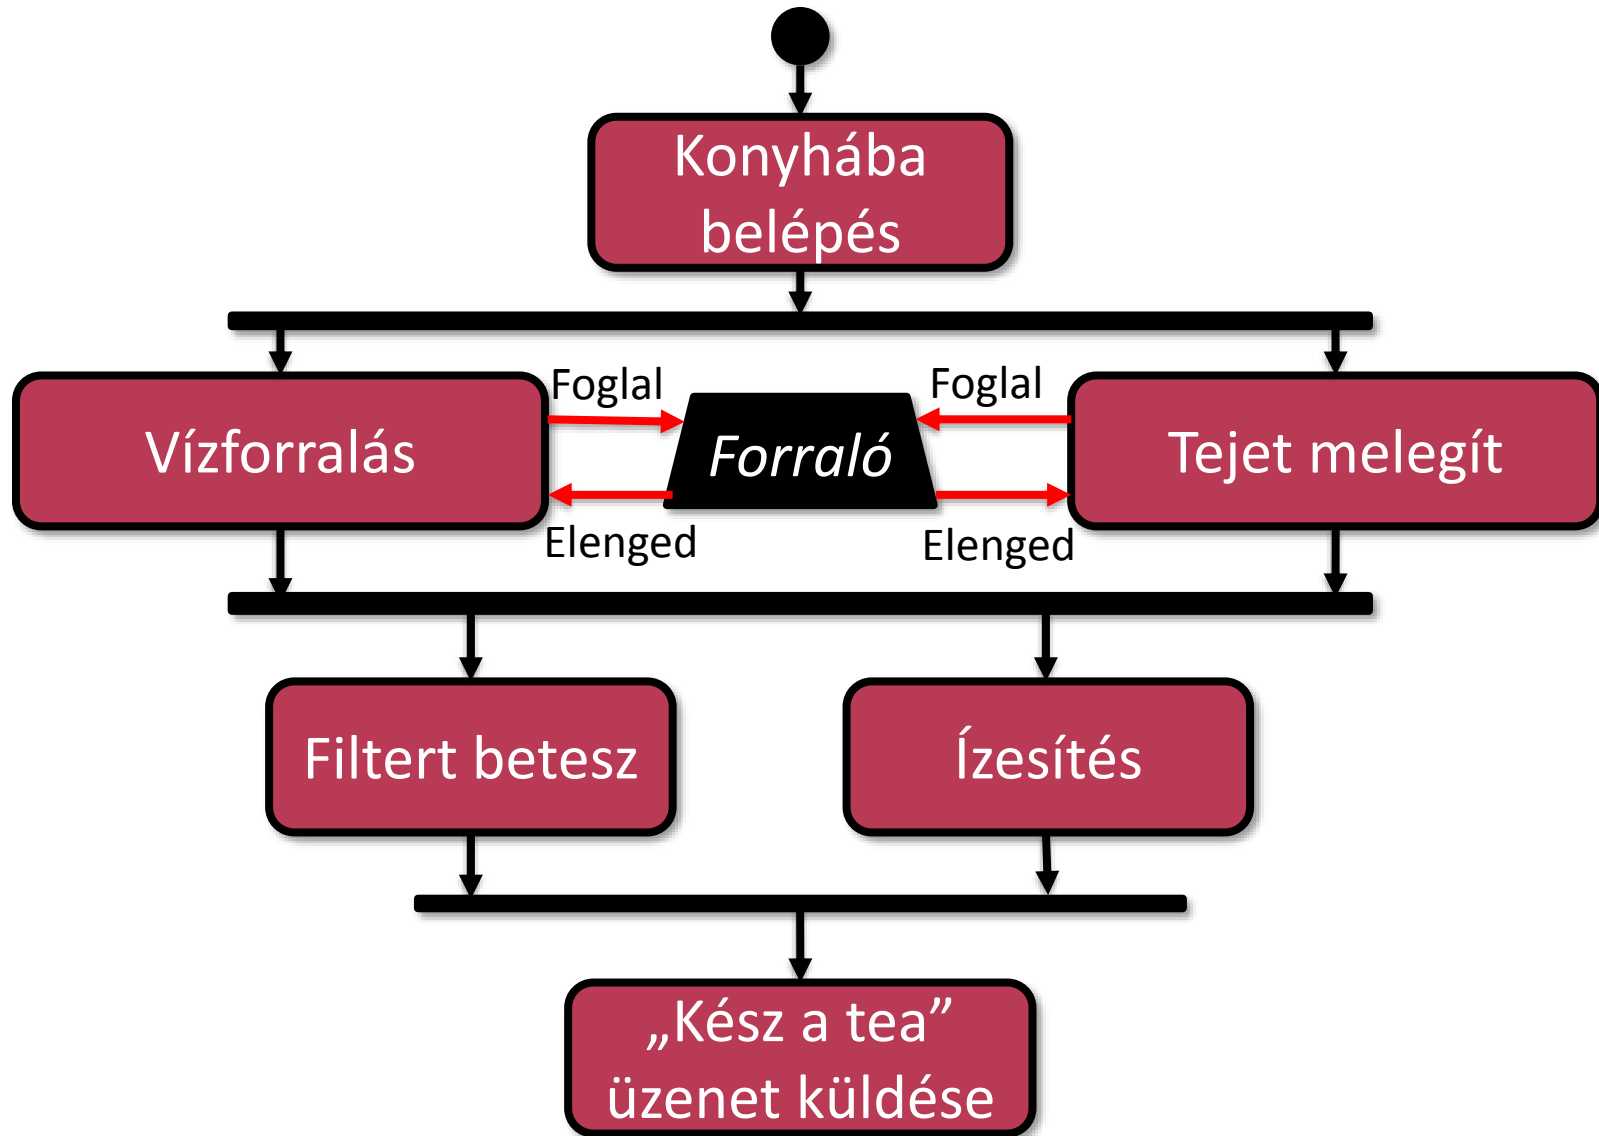 Konyhába
belépés
Foglal
Foglal
Vízforralás
Forraló
Tejet melegít
Elenged
Elenged
Filtert betesz
Ízesítés
„Kész a tea”
üzenet küldése